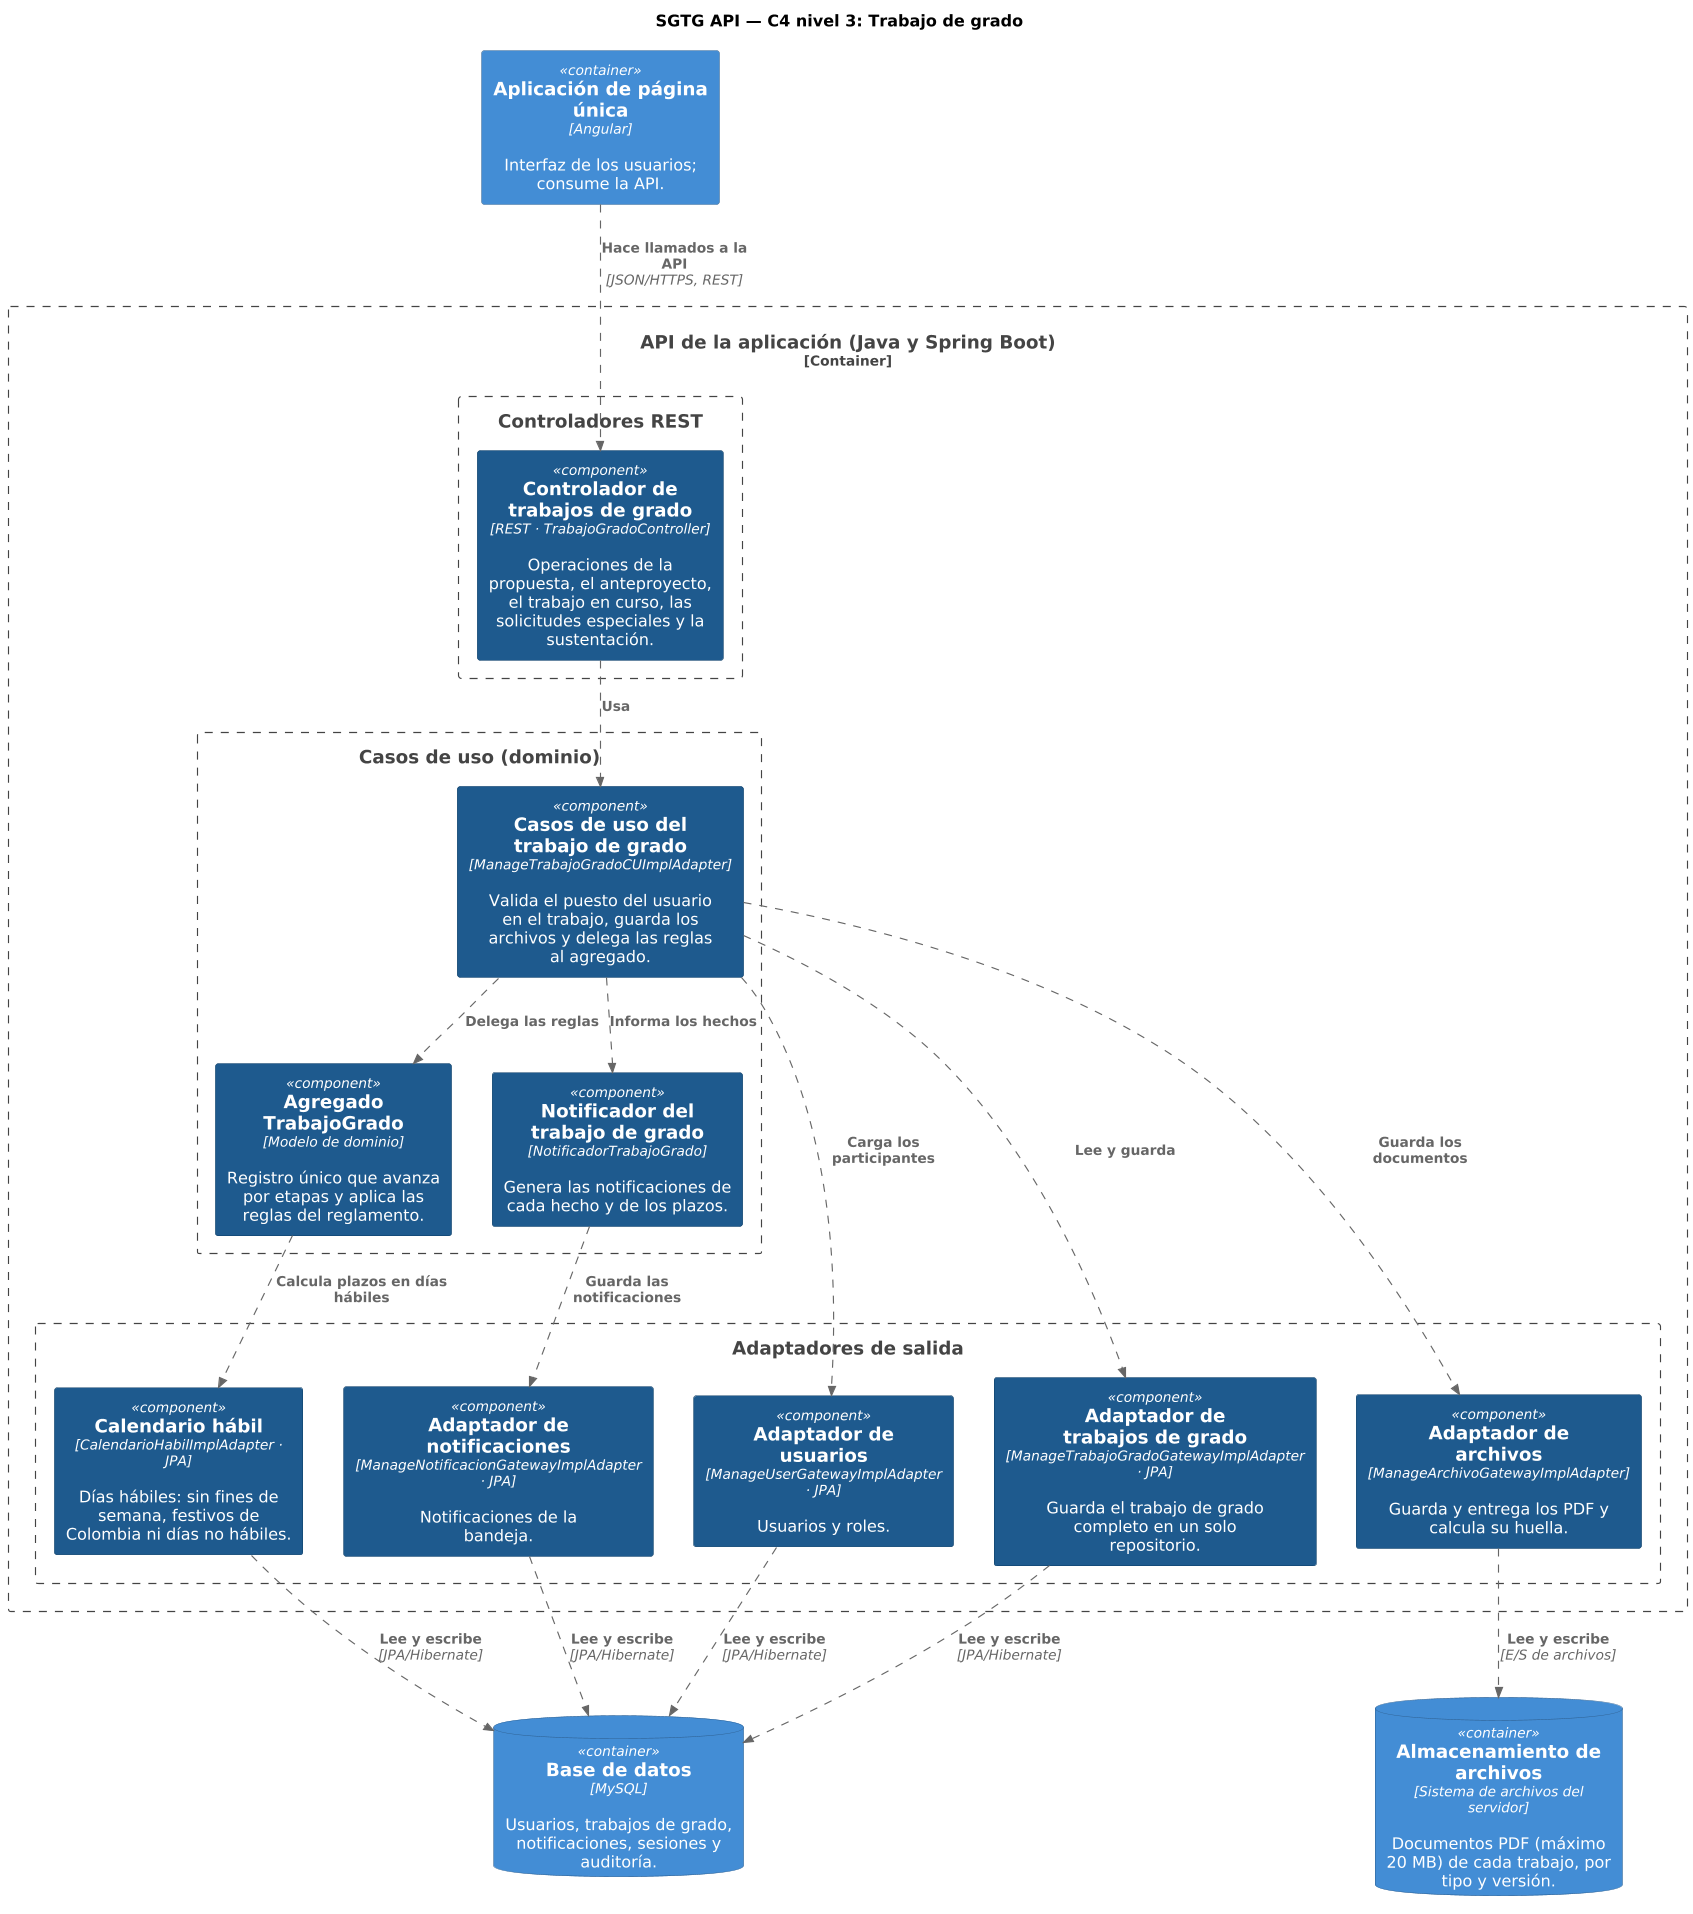 SGTG API — C4 nivel 3: Trabajo de grado
«container»
Aplicación de página
única
[Angular]
Interfaz de los usuarios;
consume la API.
Hace llamados a la
API
[JSON/HTTPS, REST]
API de la aplicación (Java y Spring Boot)
[Container]
Controladores REST
«component»
Controlador de
trabajos de grado
[REST · TrabajoGradoController]
Operaciones de la
propuesta, el anteproyecto,
el trabajo en curso, las
solicitudes especiales y la
sustentación.
Usa
Casos de uso (dominio)
«component»
Casos de uso del
trabajo de grado
[ManageTrabajoGradoCUImplAdapter]
Valida el puesto del usuario
en el trabajo, guarda los
archivos y delega las reglas
al agregado.
Delega las reglas
Informa los hechos
«component»
Agregado
TrabajoGrado
[Modelo de dominio]
Registro único que avanza
por etapas y aplica las
reglas del reglamento.
«component»
Notificador del
trabajo de grado
[NotificadorTrabajoGrado]
Genera las notificaciones de
cada hecho y de los plazos.
Carga los
participantes
Lee y guarda
Guarda los
documentos
Calcula plazos en días
hábiles
Guarda las
notificaciones
Adaptadores de salida
«component»
Calendario hábil
[CalendarioHabilImplAdapter ·
JPA]
Días hábiles: sin fines de
semana, festivos de
Colombia ni días no hábiles.
«component»
Adaptador de
notificaciones
[ManageNotificacionGatewayImplAdapter
· JPA]
Notificaciones de la
bandeja.
«component»
Adaptador de
usuarios
[ManageUserGatewayImplAdapter
· JPA]
Usuarios y roles.
«component»
Adaptador de
trabajos de grado
[ManageTrabajoGradoGatewayImplAdapter
· JPA]
Guarda el trabajo de grado
completo en un solo
repositorio.
«component»
Adaptador de
archivos
[ManageArchivoGatewayImplAdapter]
Guarda y entrega los PDF y
calcula su huella.
Lee y escribe
[JPA/Hibernate]
Lee y escribe
[JPA/Hibernate]
Lee y escribe
[JPA/Hibernate]
Lee y escribe
[JPA/Hibernate]
Lee y escribe
[E/S de archivos]
«container»
Base de datos
[MySQL]
Usuarios, trabajos de grado,
notificaciones, sesiones y
auditoría.
«container»
Almacenamiento de
archivos
[Sistema de archivos del
servidor]
Documentos PDF (máximo
20 MB) de cada trabajo, por
tipo y versión.